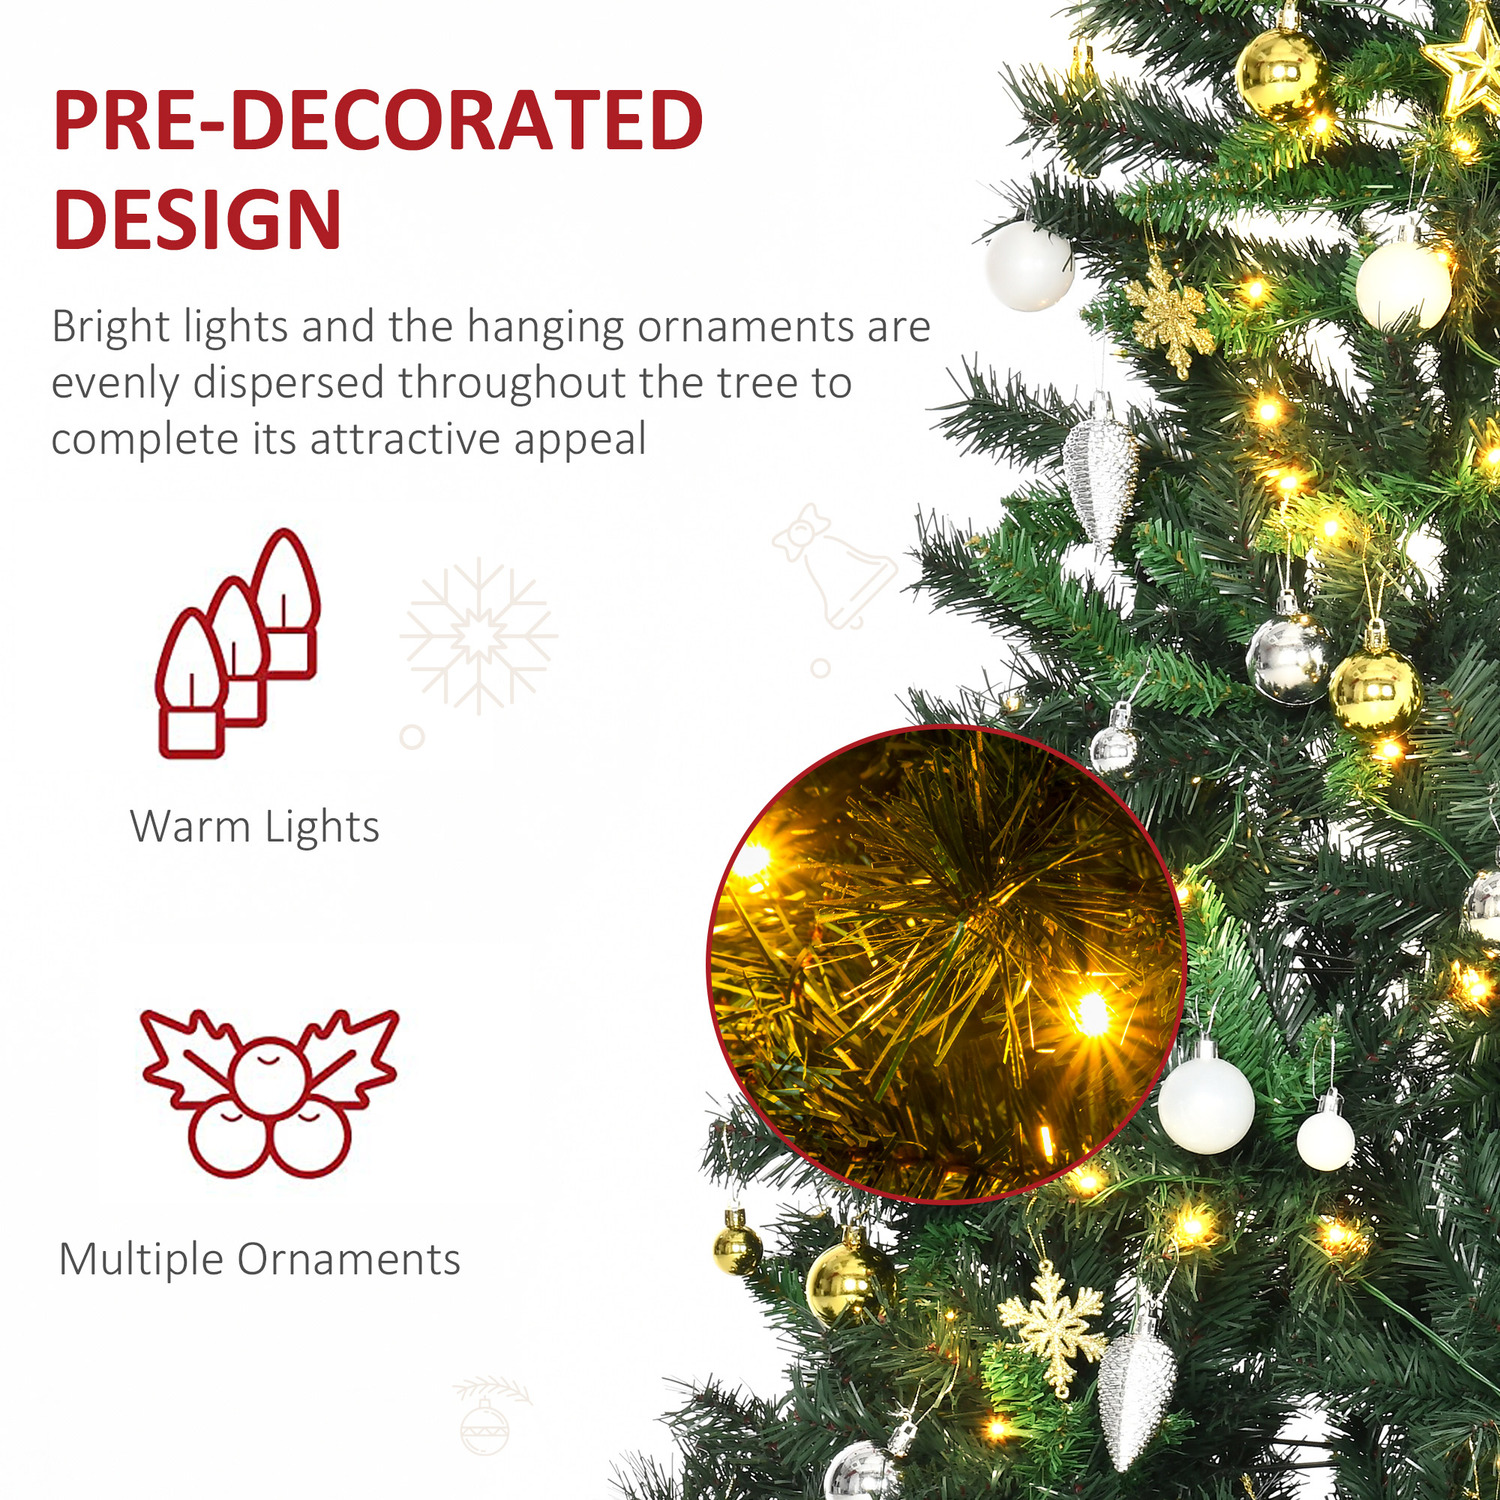 PRE-DECORATED
DESIGN
Bright lights and the hanging ornaments are
evenly dispersed throughout the tree to
complete its attractive appeal
Warm Lights
Multiple Ornaments